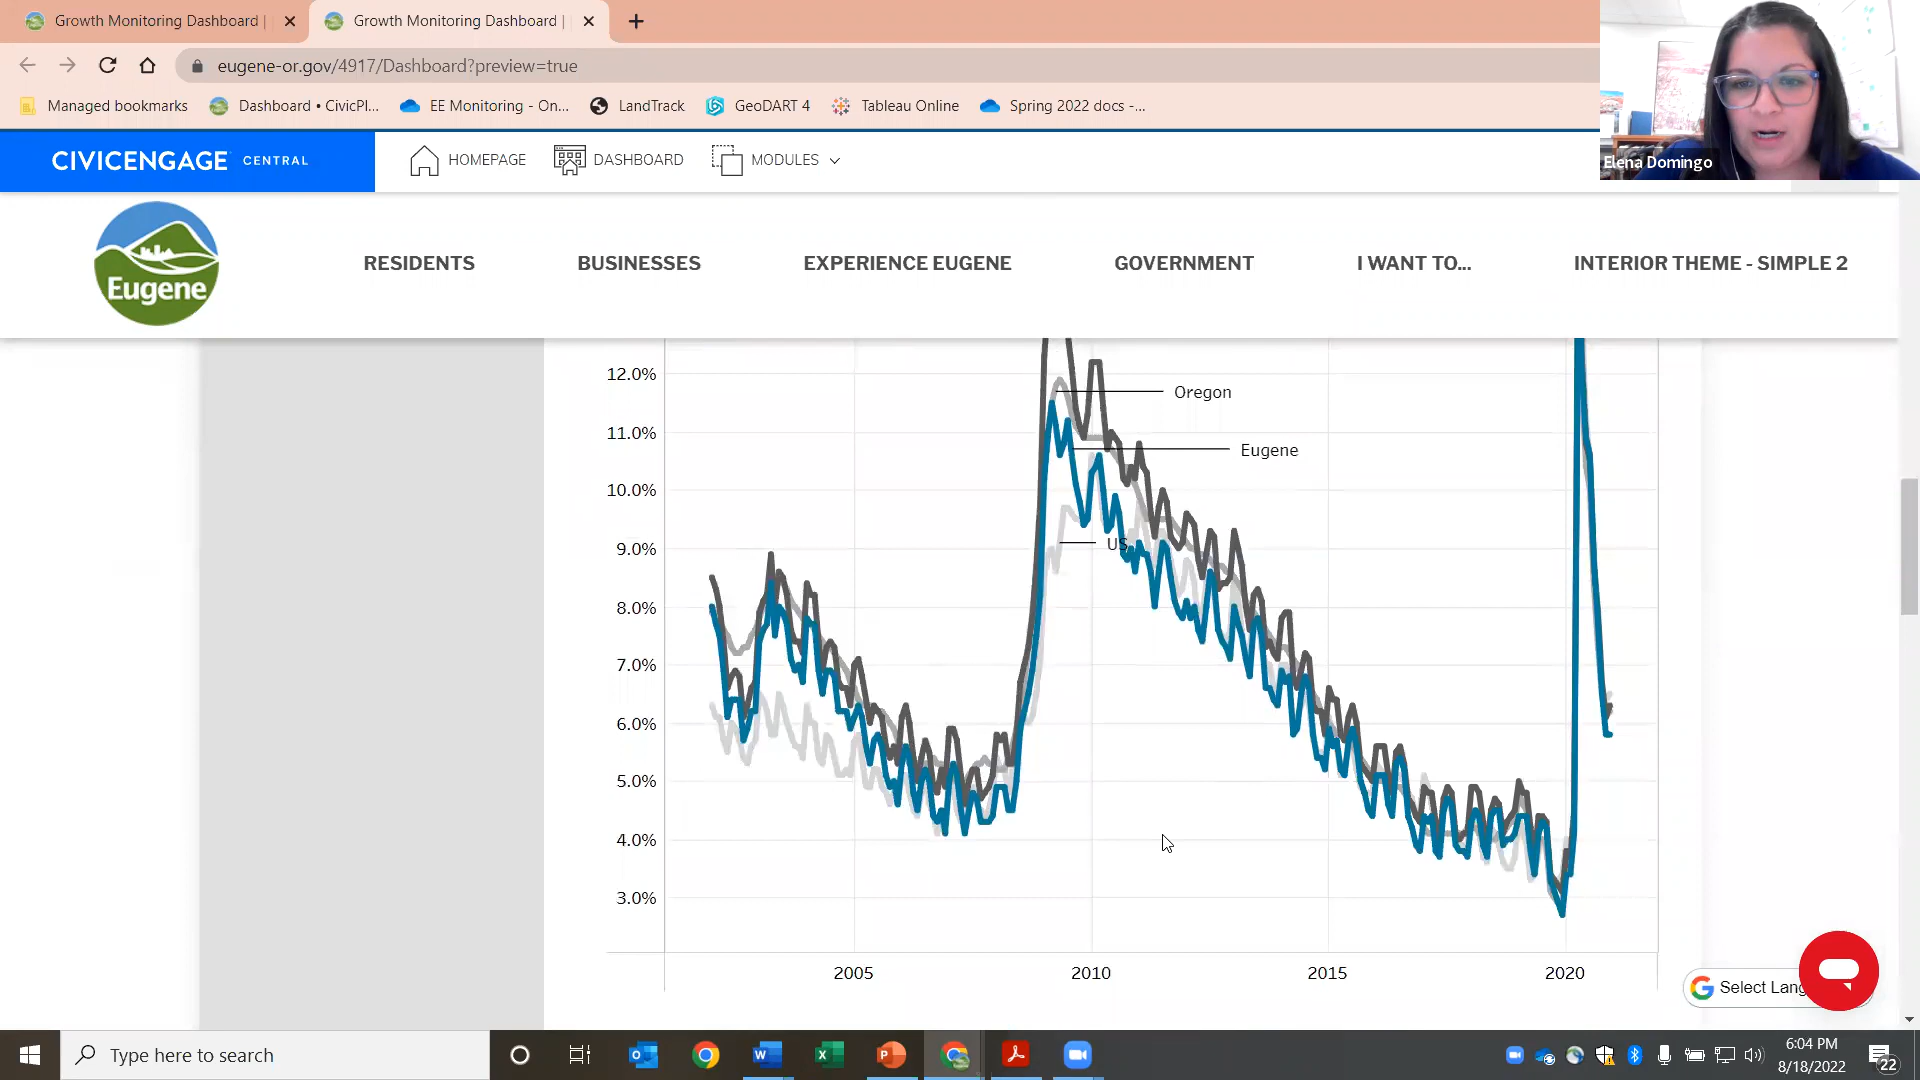 Growth Monitoring Dashboard |
Growth Monitoring Dashboard |
eugene-or.gov/4917/Dashboard?preview=true
Managed bookmarks
Dashboard • CivicPl...
EE Monitoring - On...
LandTrack
GeoDART 4
Tableau Online
Spring 2022 docs -...
Elena Domingo
CIVICENGAGE CENTRAL
HOMEPAGE
DASHBOARD
MODULES
Eugene
RESIDENTS
BUSINESSES
EXPERIENCE EUGENE
GOVERNMENT
I WANT TO...
INTERIOR THEME - SIMPLE 2
12.0%
Oregon
11.0%
Eugene
10.0%
9.0%
US
8.0%
7.0%
6.0%
5.0%
4.0%
3.0%
2005
2010
2015
2020
Select Lang
Type here to search
6:04 PM
8/18/2022
22